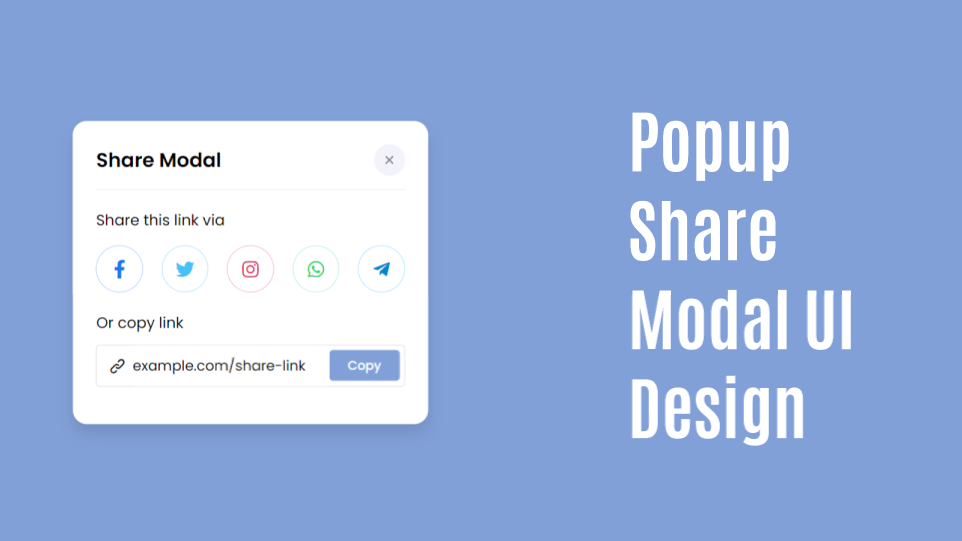 Share Modal
Share this link via
Or copy link
example.com/share-link
Copy
Popup
Share
Modal UI
Design